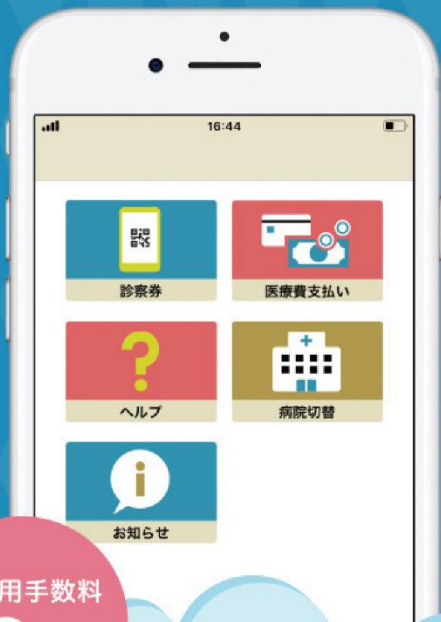 16:44
診察券
医療費支払い
ヘルプ
病院切替
お知らせ
用手数料